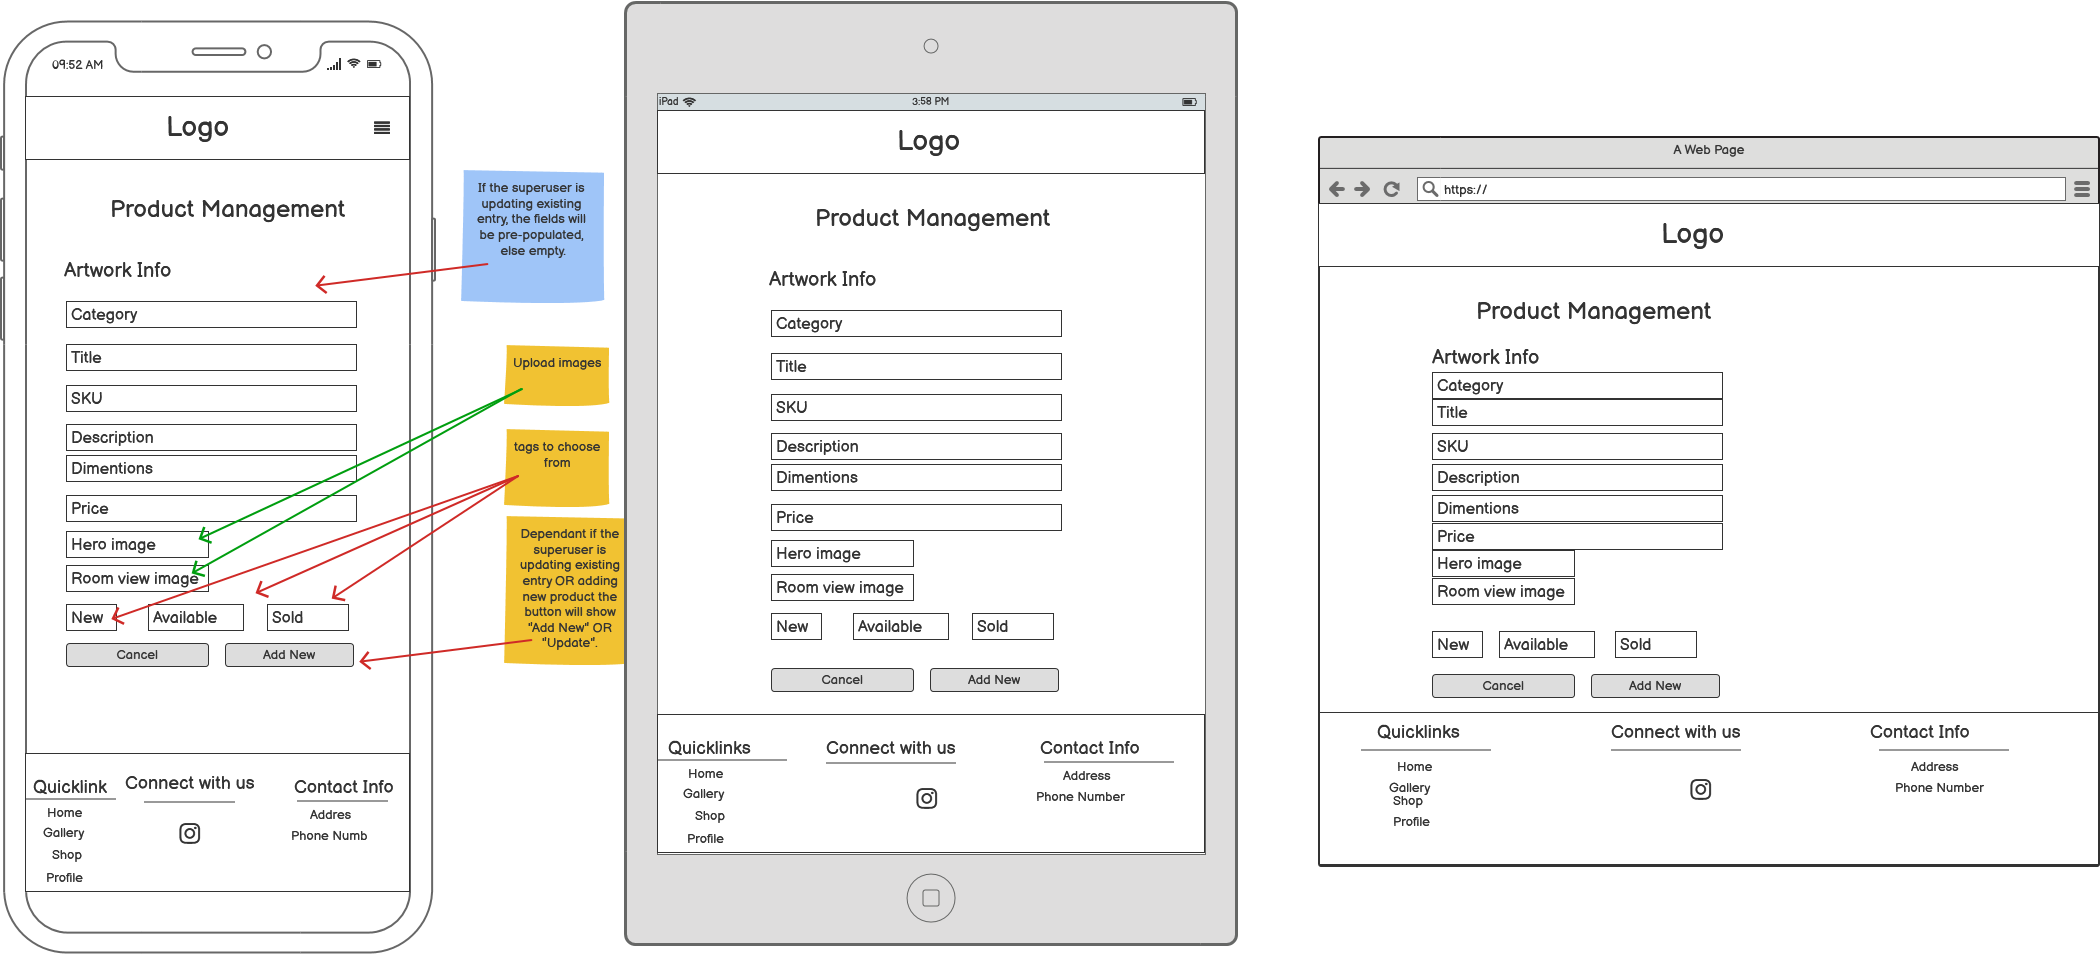 09:52 AM
Logo
Product Management
Artwork Info
Category
Title
SKU
Description
Dimentions
Price
Hero image
Room view image
New Available Sold
Cancel Add New
Quicklink Connect with us Contact Info
Home Addres
Gallery Phone Numb
Shop
Profile
If the superuser is
updating existing
entry, the fields will
be pre-populated,
else empty.
Upload images
tags to choose
from
Dependant if the
superuser is
updating existing
entry OR adding
new product the
button will show
"Add New" OR
"Update".
iPad 3:58 PM
Logo
Product Management
Artwork Info
Category
Title
SKU
Description
Dimentions
Price
Hero image
Room view image
New Available Sold
Cancel Add New
Quicklinks Connect with us Contact Info
Home Address
Gallery Phone Number
Shop
Profile
A Web Page
https://
Logo
Product Management
Artwork Info
Category
Title
SKU
Description
Dimentions
Price
Hero image
Room view image
New Available Sold
Cancel Add New
Quicklinks Connect with us Contact Info
Home Address
Gallery Phone Number
Shop
Profile